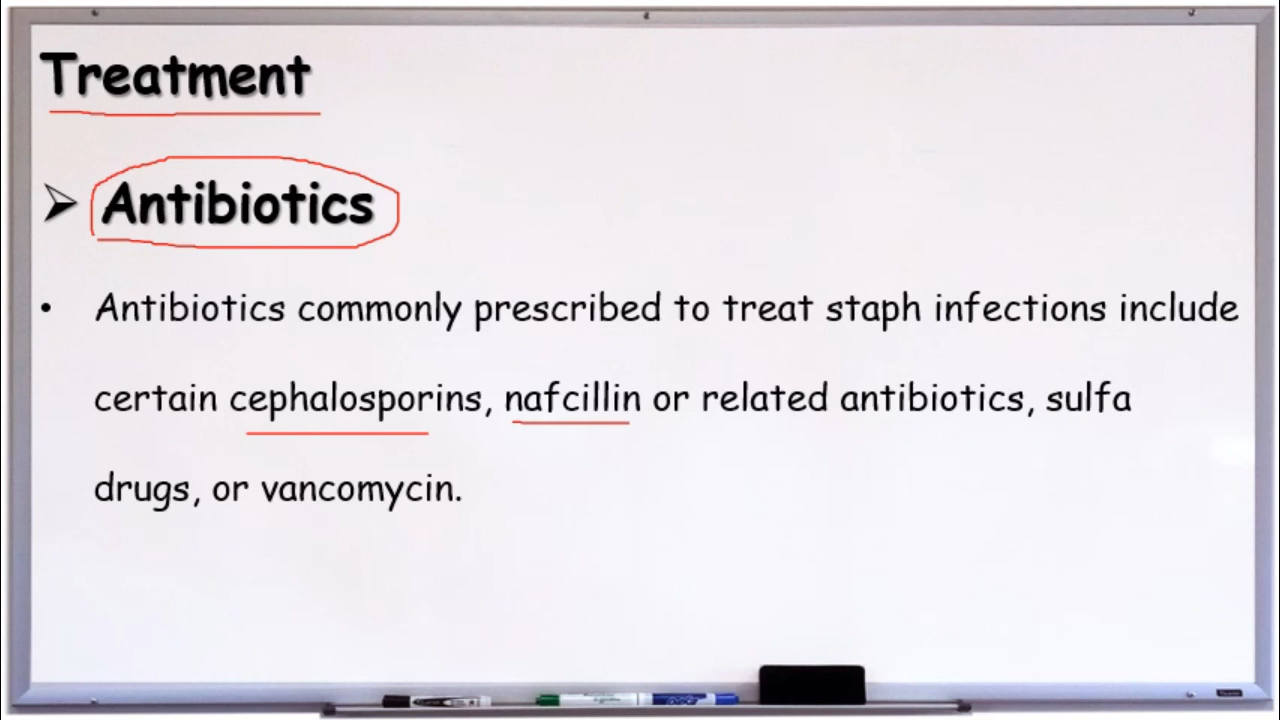 Treatment
➢ Antibiotics
• Antibiotics commonly prescribed to treat staph infections include
certain cephalosporins, nafcillin or related antibiotics, sulfa
drugs, or vancomycin.